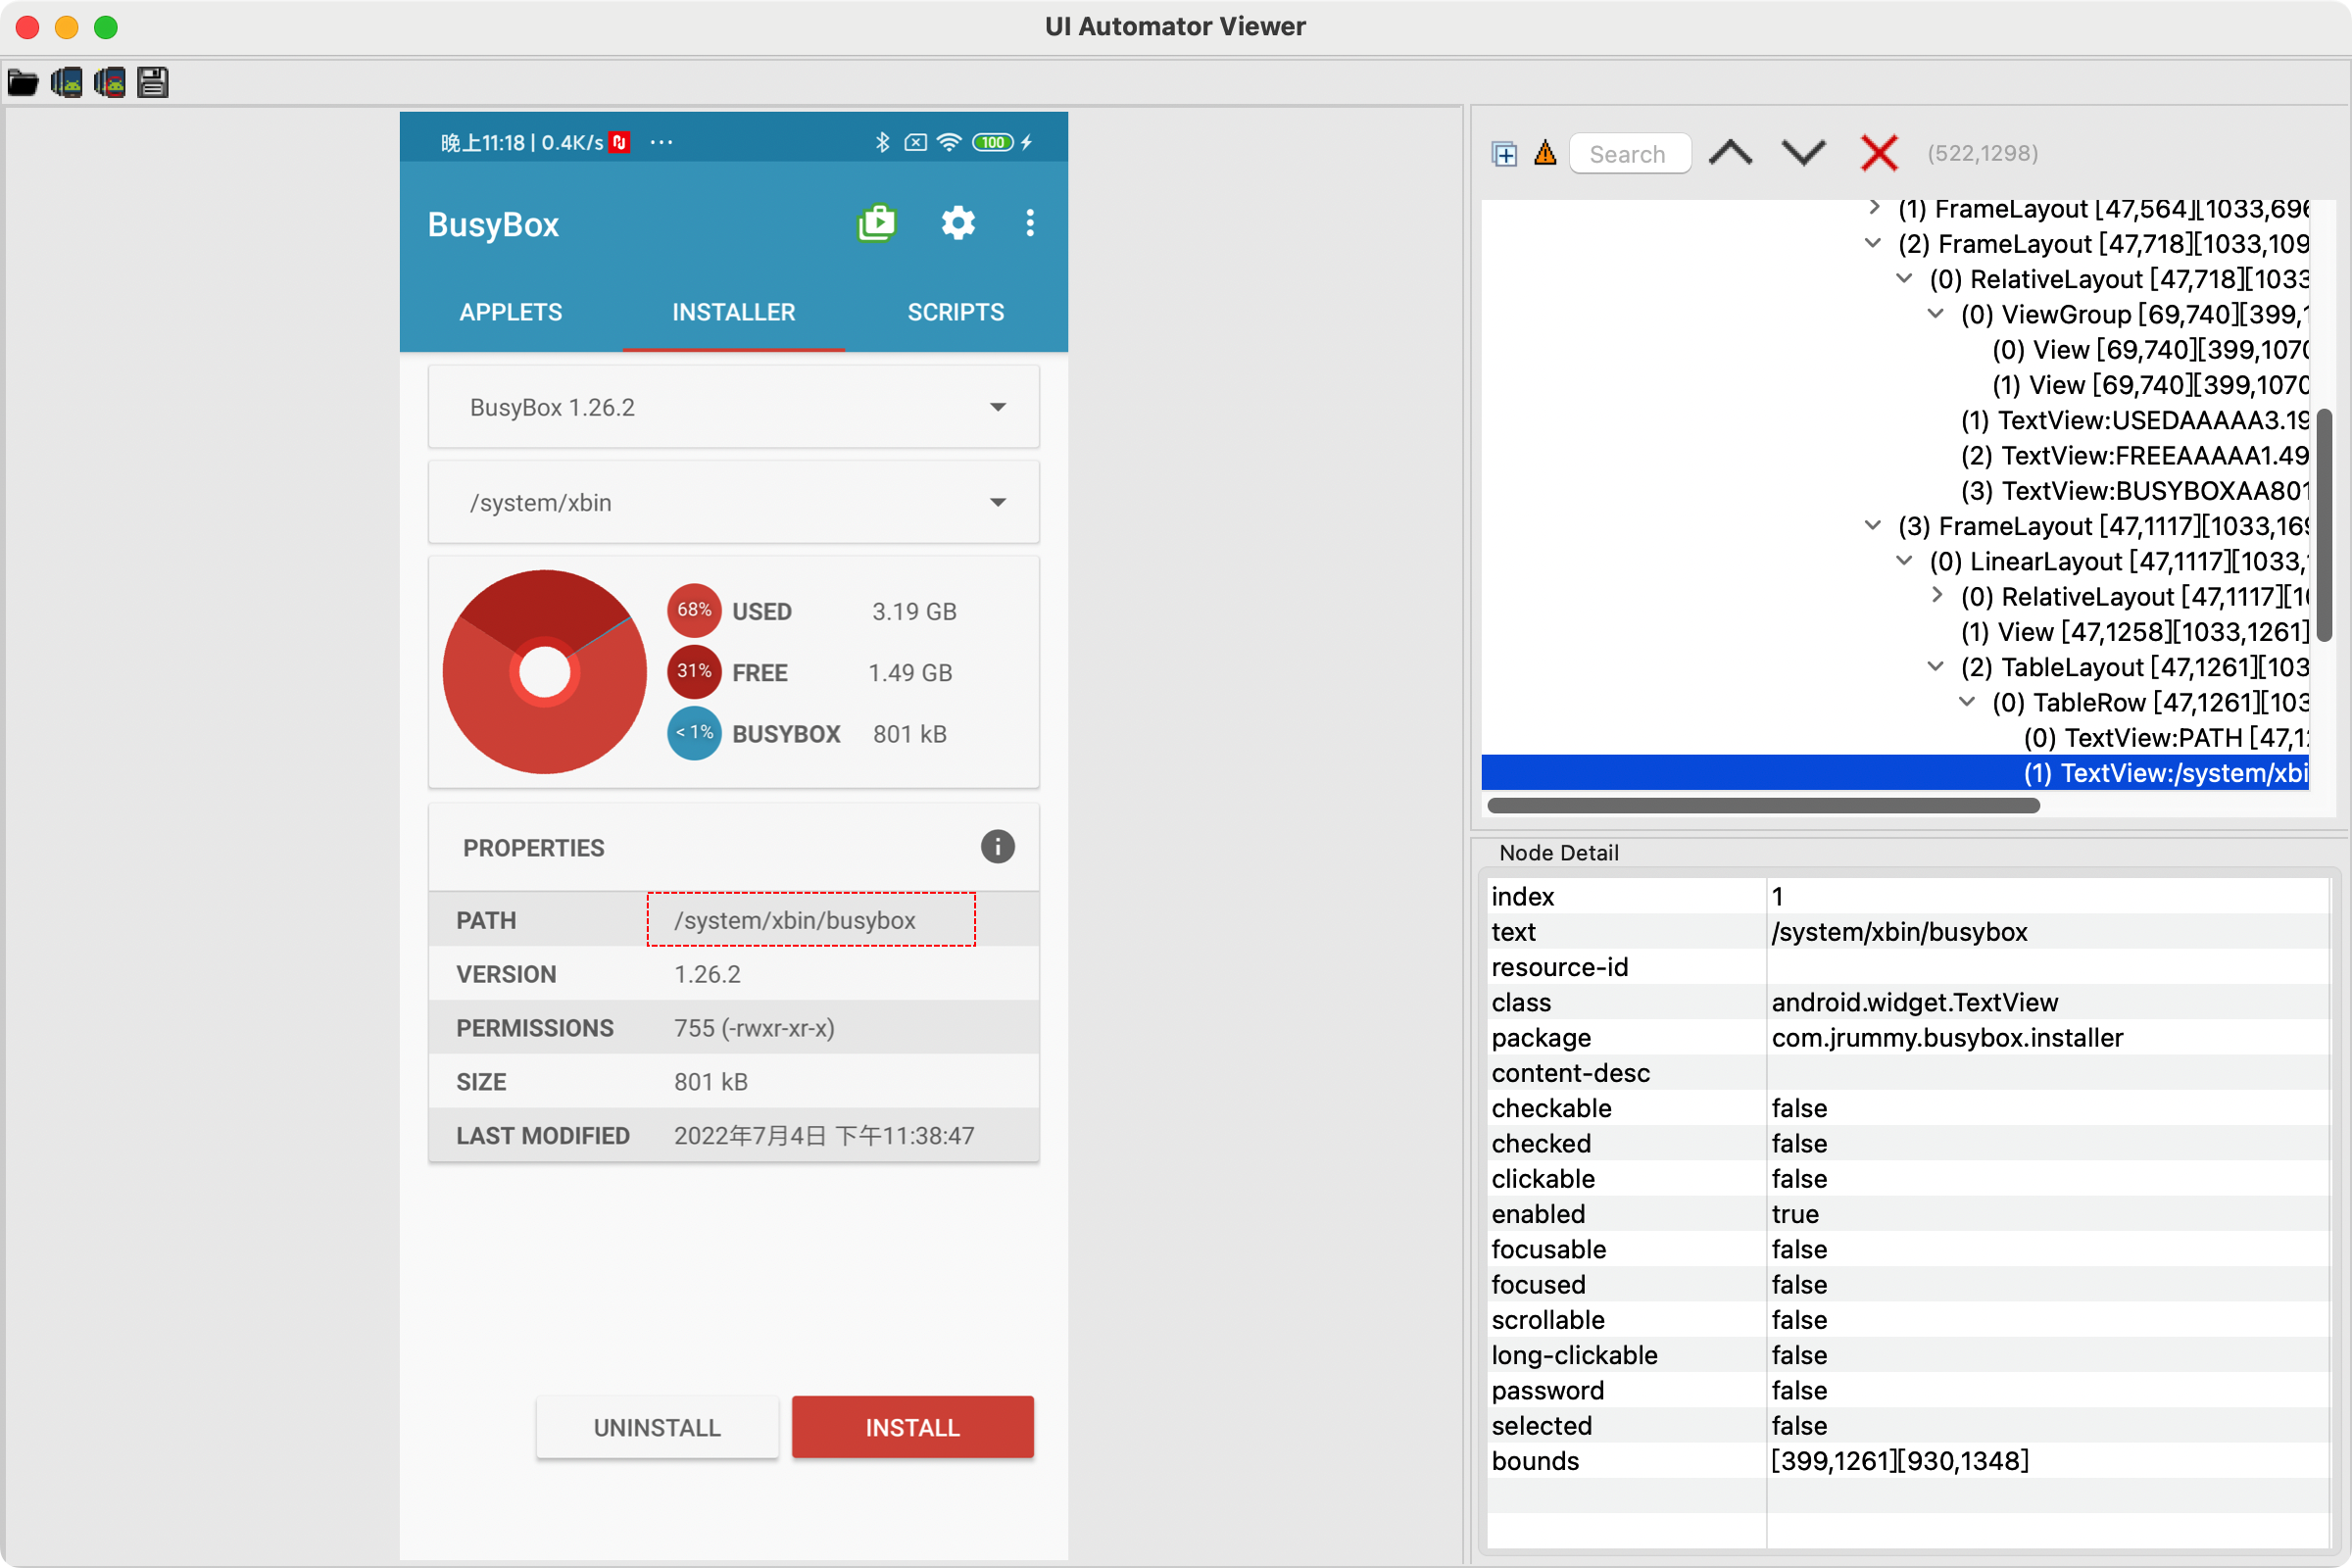 UI Automator Viewer
晚上11:18 | 0.4K/s ...
100
BusyBox
APPLETS INSTALLER SCRIPTS
BusyBox 1.26.2
/system/xbin
68% USED 3.19 GB
31% FREE 1.49 GB
< 1% BUSYBOX 801 kB
PROPERTIES
PATH /system/xbin/busybox
VERSION 1.26.2
PERMISSIONS 755 (-rwxr-xr-x)
SIZE 801 kB
LAST MODIFIED 2022年7月4日 下午11:38:47
UNINSTALL INSTALL
Search (522,1298)
(1) FrameLayout [47,564][1033,696
(2) FrameLayout [47,718][1033,109
(0) RelativeLayout [47,718][1033
(0) ViewGroup [69,740][399,1
(0) View [69,740][399,1070
(1) View [69,740][399,1070
(1) TextView:USEDAAAAA3.19
(2) TextView:FREEAAAAA1.49
(3) TextView:BUSYBOXAA801
(3) FrameLayout [47,1117][1033,169
(0) LinearLayout [47,1117][1033,
(0) RelativeLayout [47,1117][10
(1) View [47,1258][1033,1261]
(2) TableLayout [47,1261][103
(0) TableRow [47,1261][103
(0) TextView:PATH [47,12
(1) TextView:/system/xbi
Node Detail
index 1
text /system/xbin/busybox
resource-id
class android.widget.TextView
package com.jrummy.busybox.installer
content-desc
checkable false
checked false
clickable false
enabled true
focusable false
focused false
scrollable false
long-clickable false
password false
selected false
bounds [399,1261][930,1348]